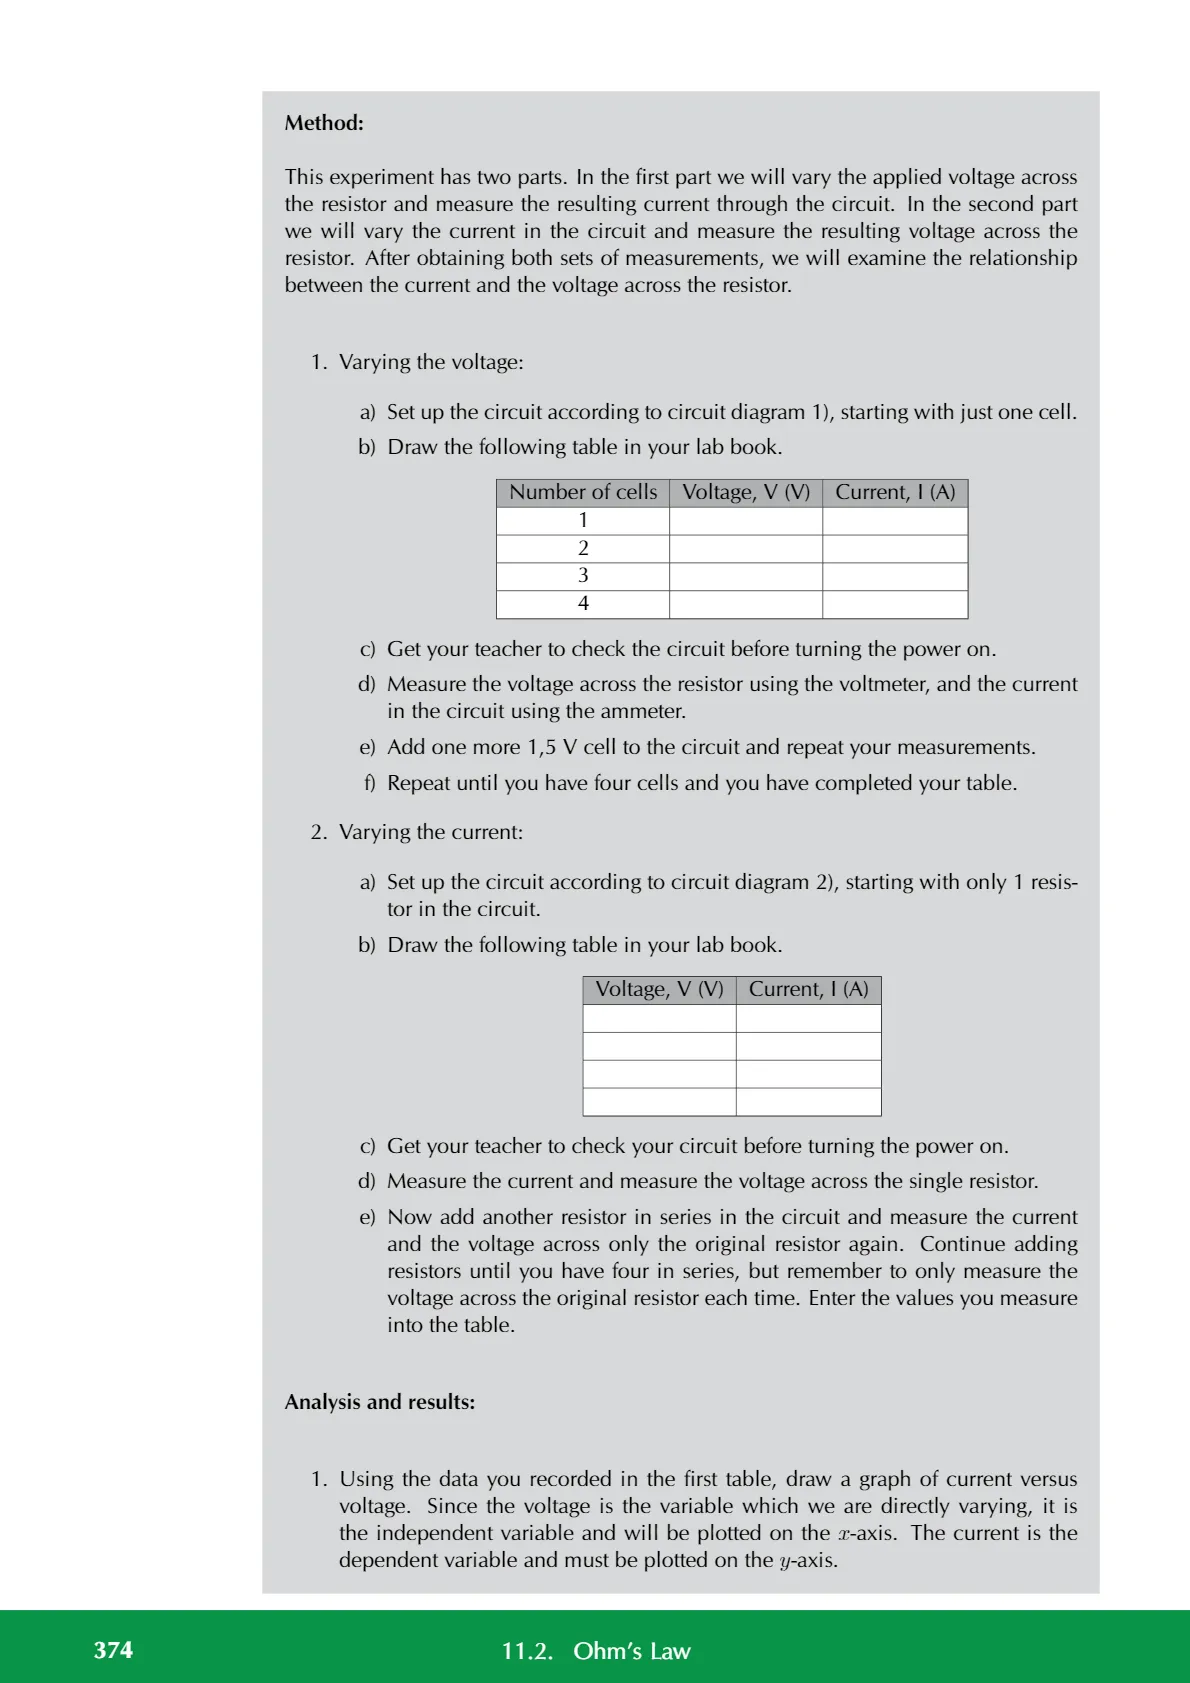 Method:
This experiment has two parts. In the first part we will vary the applied voltage across
the resistor and measure the resulting current through the circuit. In the second part
we will vary the current in the circuit and measure the resulting voltage across the
resistor. After obtaining both sets of measurements, we will examine the relationship
between the current and the voltage across the resistor.
1. Varying the voltage:
a) Set up the circuit according to circuit diagram 1), starting with just one cell.
b) Draw the following table in your lab book.
Number of cells Voltage, V (V) Current, I (A)
1
2
3
4
c) Get your teacher to check the circuit before turning the power on.
d) Measure the voltage across the resistor using the voltmeter, and the current
in the circuit using the ammeter.
e) Add one more 1,5 V cell to the circuit and repeat your measurements.
f) Repeat until you have four cells and you have completed your table.
2. Varying the current:
a) Set up the circuit according to circuit diagram 2), starting with only 1 resis-
tor in the circuit.
b) Draw the following table in your lab book.
Voltage, V (V) Current, I (A)
c) Get your teacher to check your circuit before turning the power on.
d) Measure the current and measure the voltage across the single resistor.
e) Now add another resistor in series in the circuit and measure the current
and the voltage across only the original resistor again. Continue adding
resistors until you have four in series, but remember to only measure the
voltage across the original resistor each time. Enter the values you measure
into the table.
Analysis and results:
1. Using the data you recorded in the first table, draw a graph of current versus
voltage. Since the voltage is the variable which we are directly varying, it is
the independent variable and will be plotted on the x-axis. The current is the
dependent variable and must be plotted on the y-axis.
374 11.2. Ohm's Law